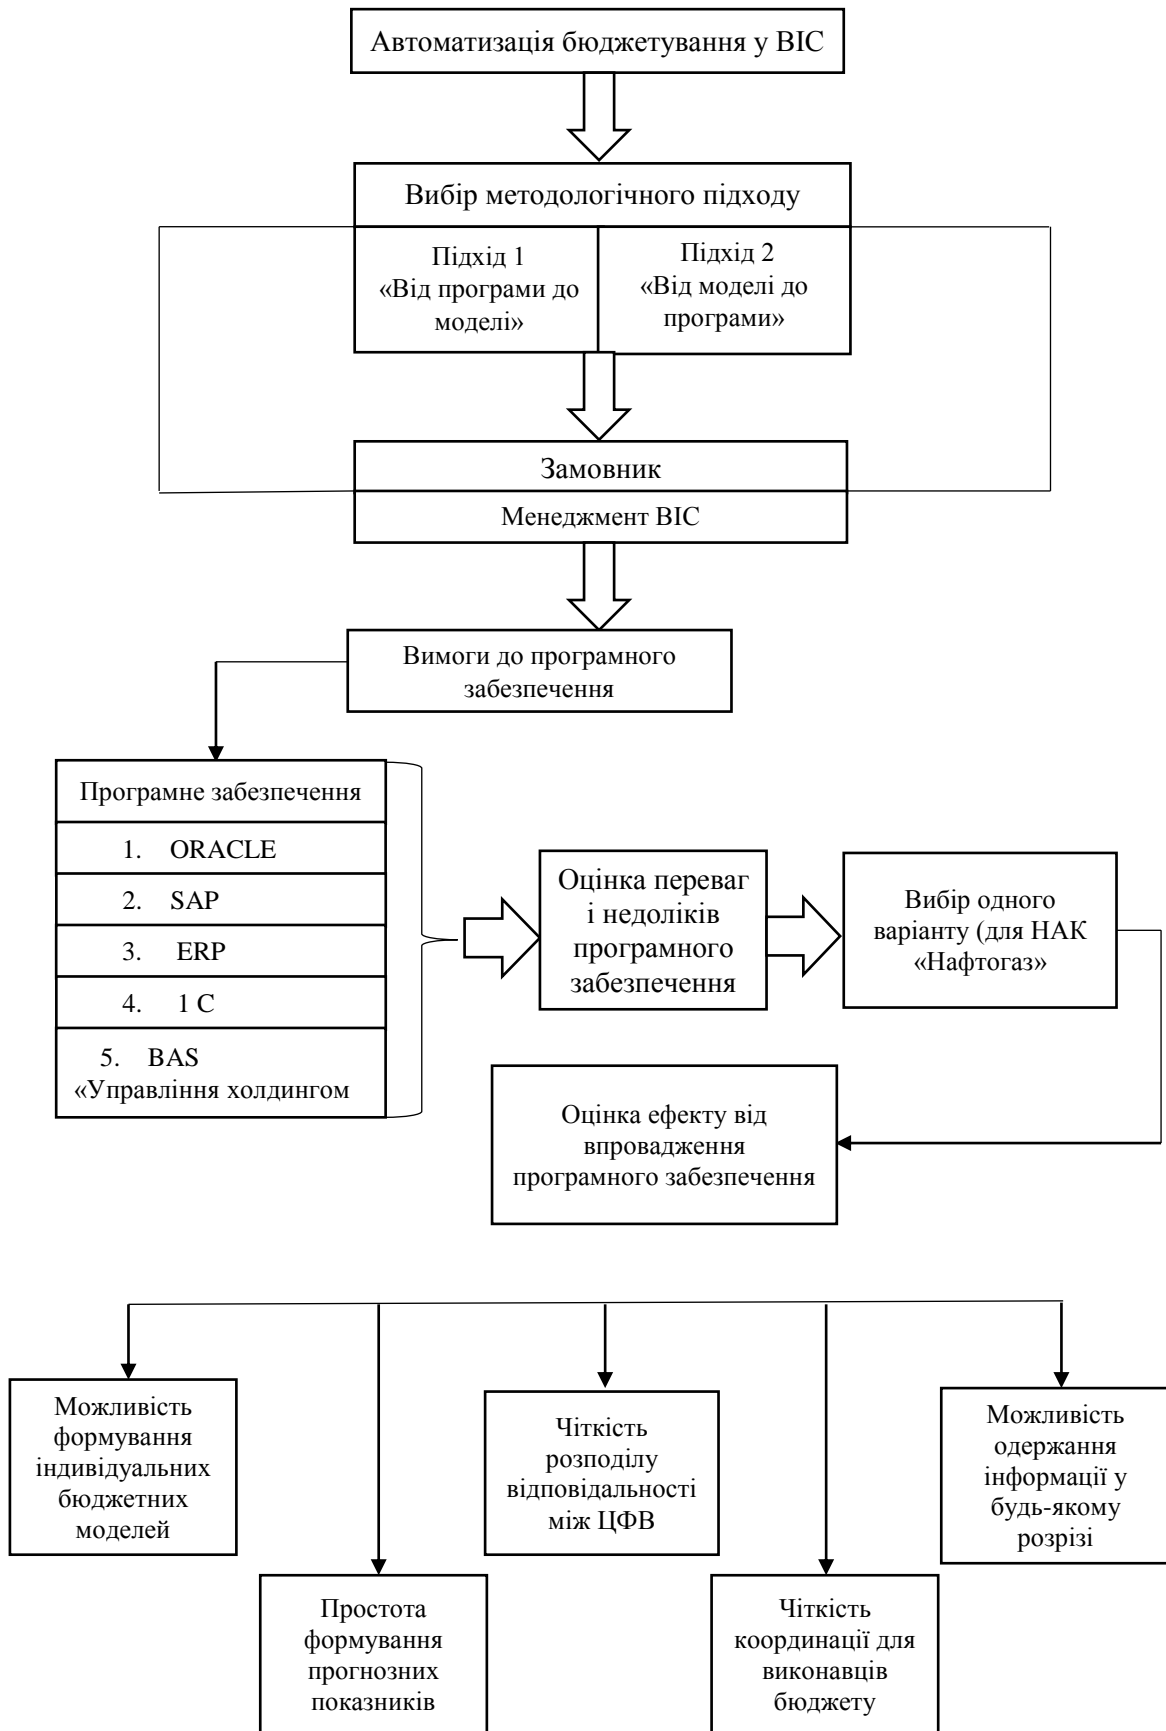 Автоматизація бюджетування у ВІС
Вибір методологічного підходу
Підхід 1
«Від програми до
моделі»
Підхід 2
«Від моделі до
програми»
Замовник
Менеджмент ВІС
Вимоги до програмного
забезпечення
Програмне забезпечення
1. ORACLE
2. SAP
3. ERP
4. 1 С
5. BAS
«Управління холдингом
Оцінка переваг
і недоліків
програмного
забезпечення
Вибір одного
варіанту (для НАК
«Нафтогаз»
Оцінка ефекту від
впровадження
програмного забезпечення
Можливість
формування
індивідуальних
бюджетних
моделей
Простота
формування
прогнозних
показників
Чіткість
розподілу
відповідальності
між ЦФВ
Чіткість
координації для
виконавців
бюджету
Можливість
одержання
інформації у
будь-якому
розрізі